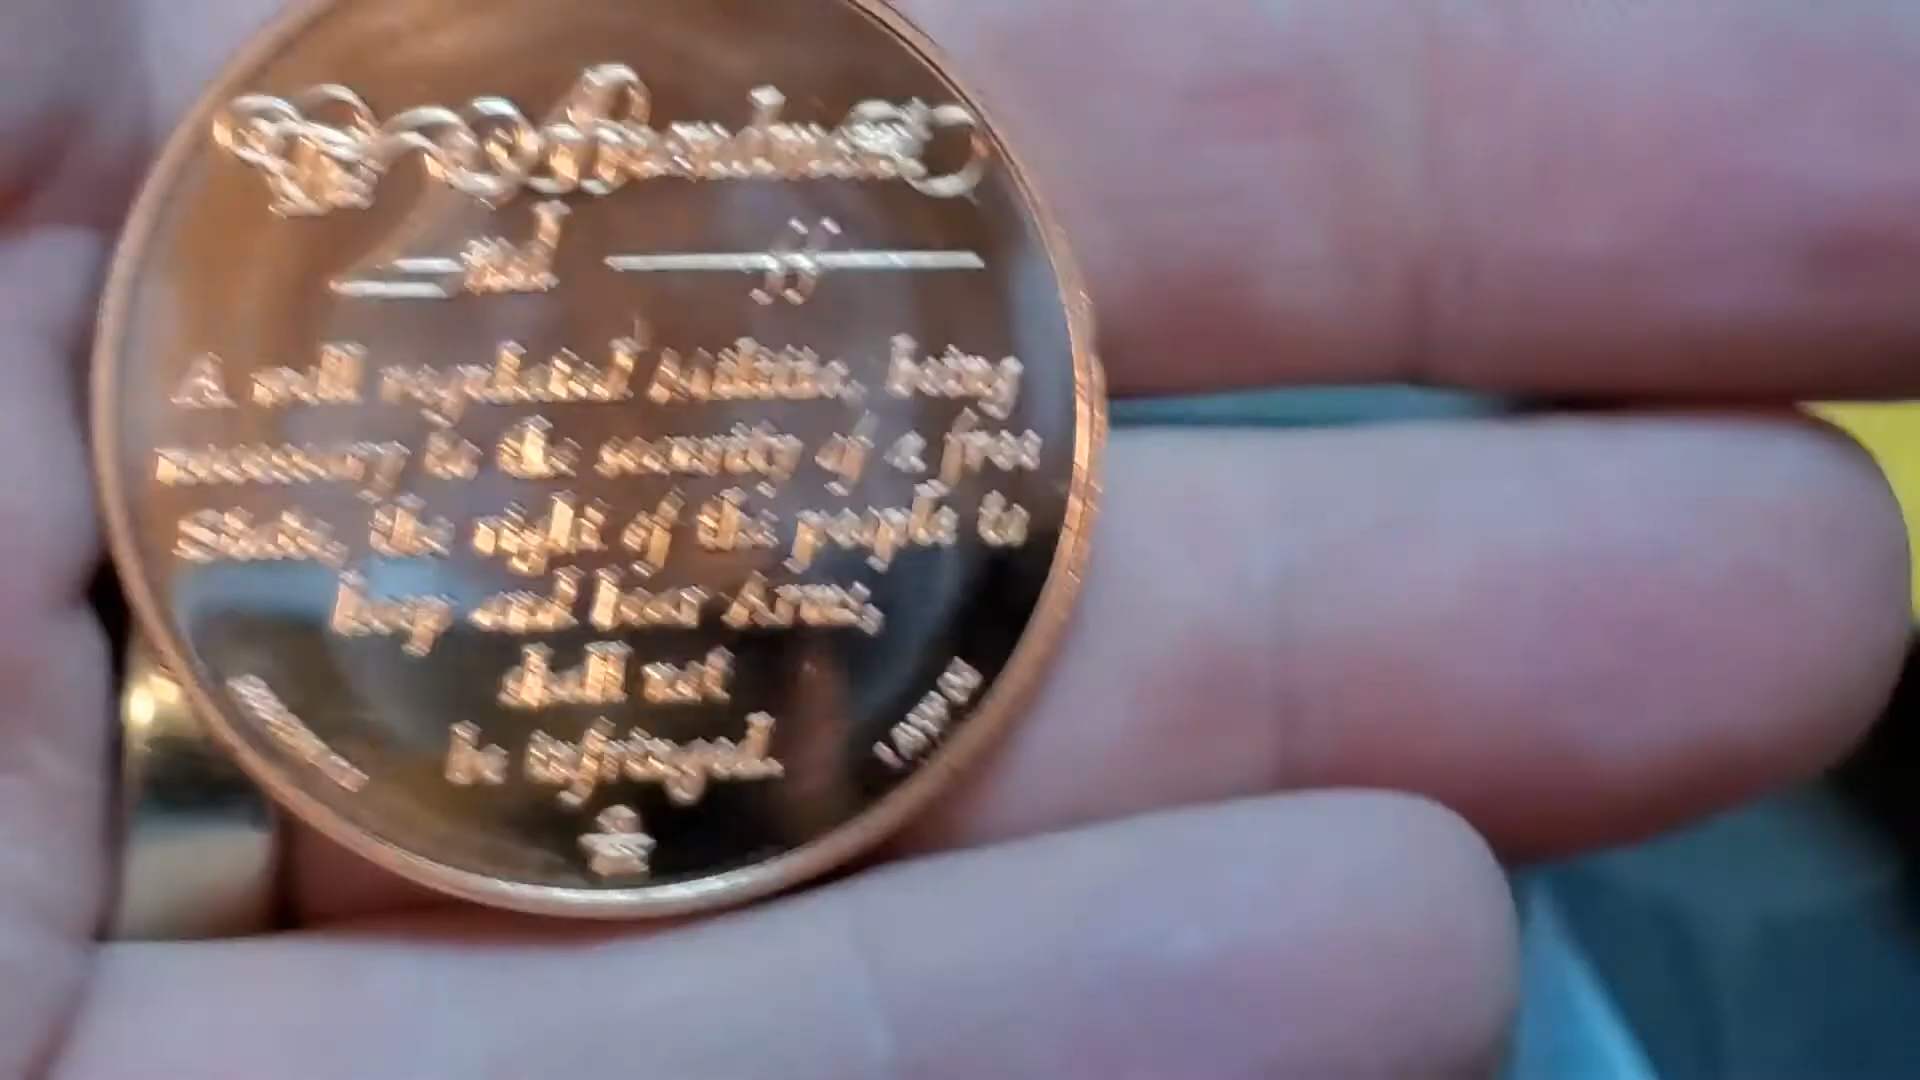 Amendment
A well regulated Militia, being
necessary to the security of a free
State, the right of the people to
keep and bear Arms,
shall not
be infringed.